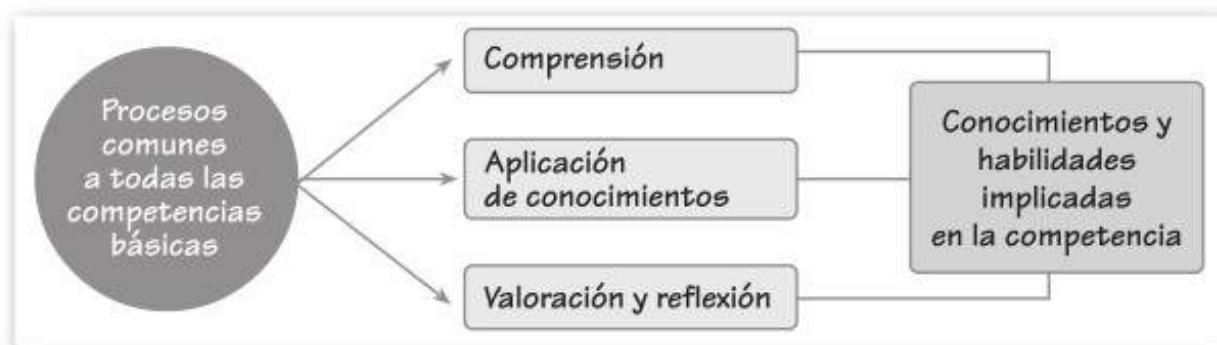 Procesos
comunes
a todas las
competencias
básicas
Comprensión
Aplicación
de conocimientos
Valoración y reflexión
Conocimientos y
habilidades
implicadas
en la competencia